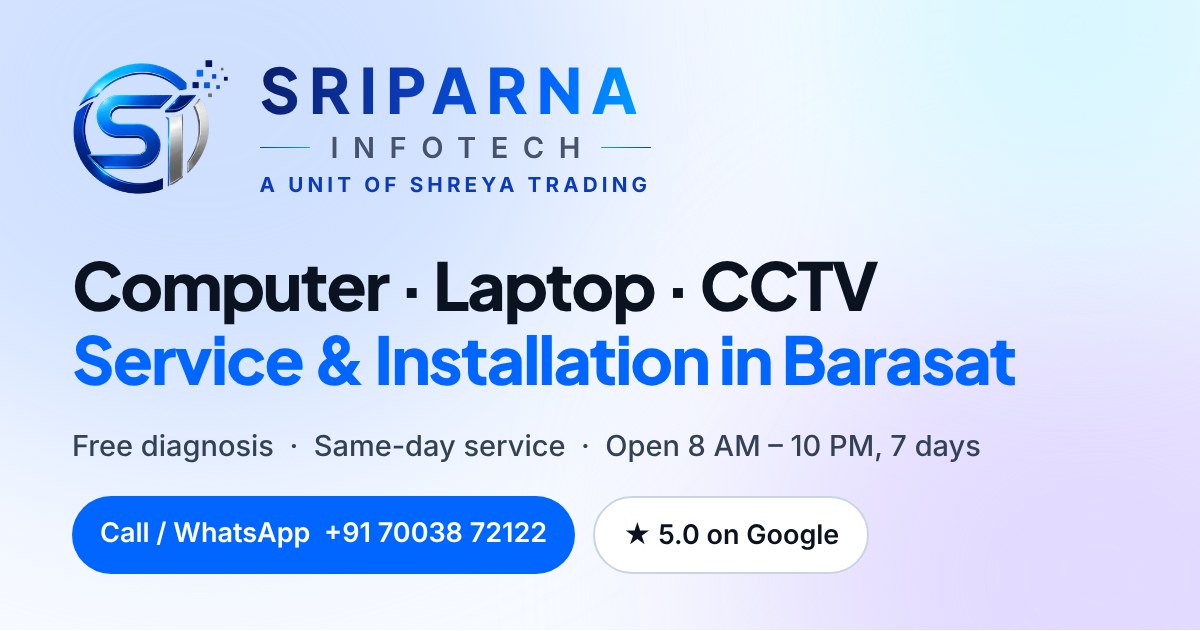 Si
SRIPARNA
INFOTECH
A UNIT OF SHREYA TRADING
Computer · Laptop · CCTV
Service & Installation in Barasat
Free diagnosis · Same-day service · Open 8 AM – 10 PM, 7 days
Call / WhatsApp +91 70038 72122
★ 5.0 on Google